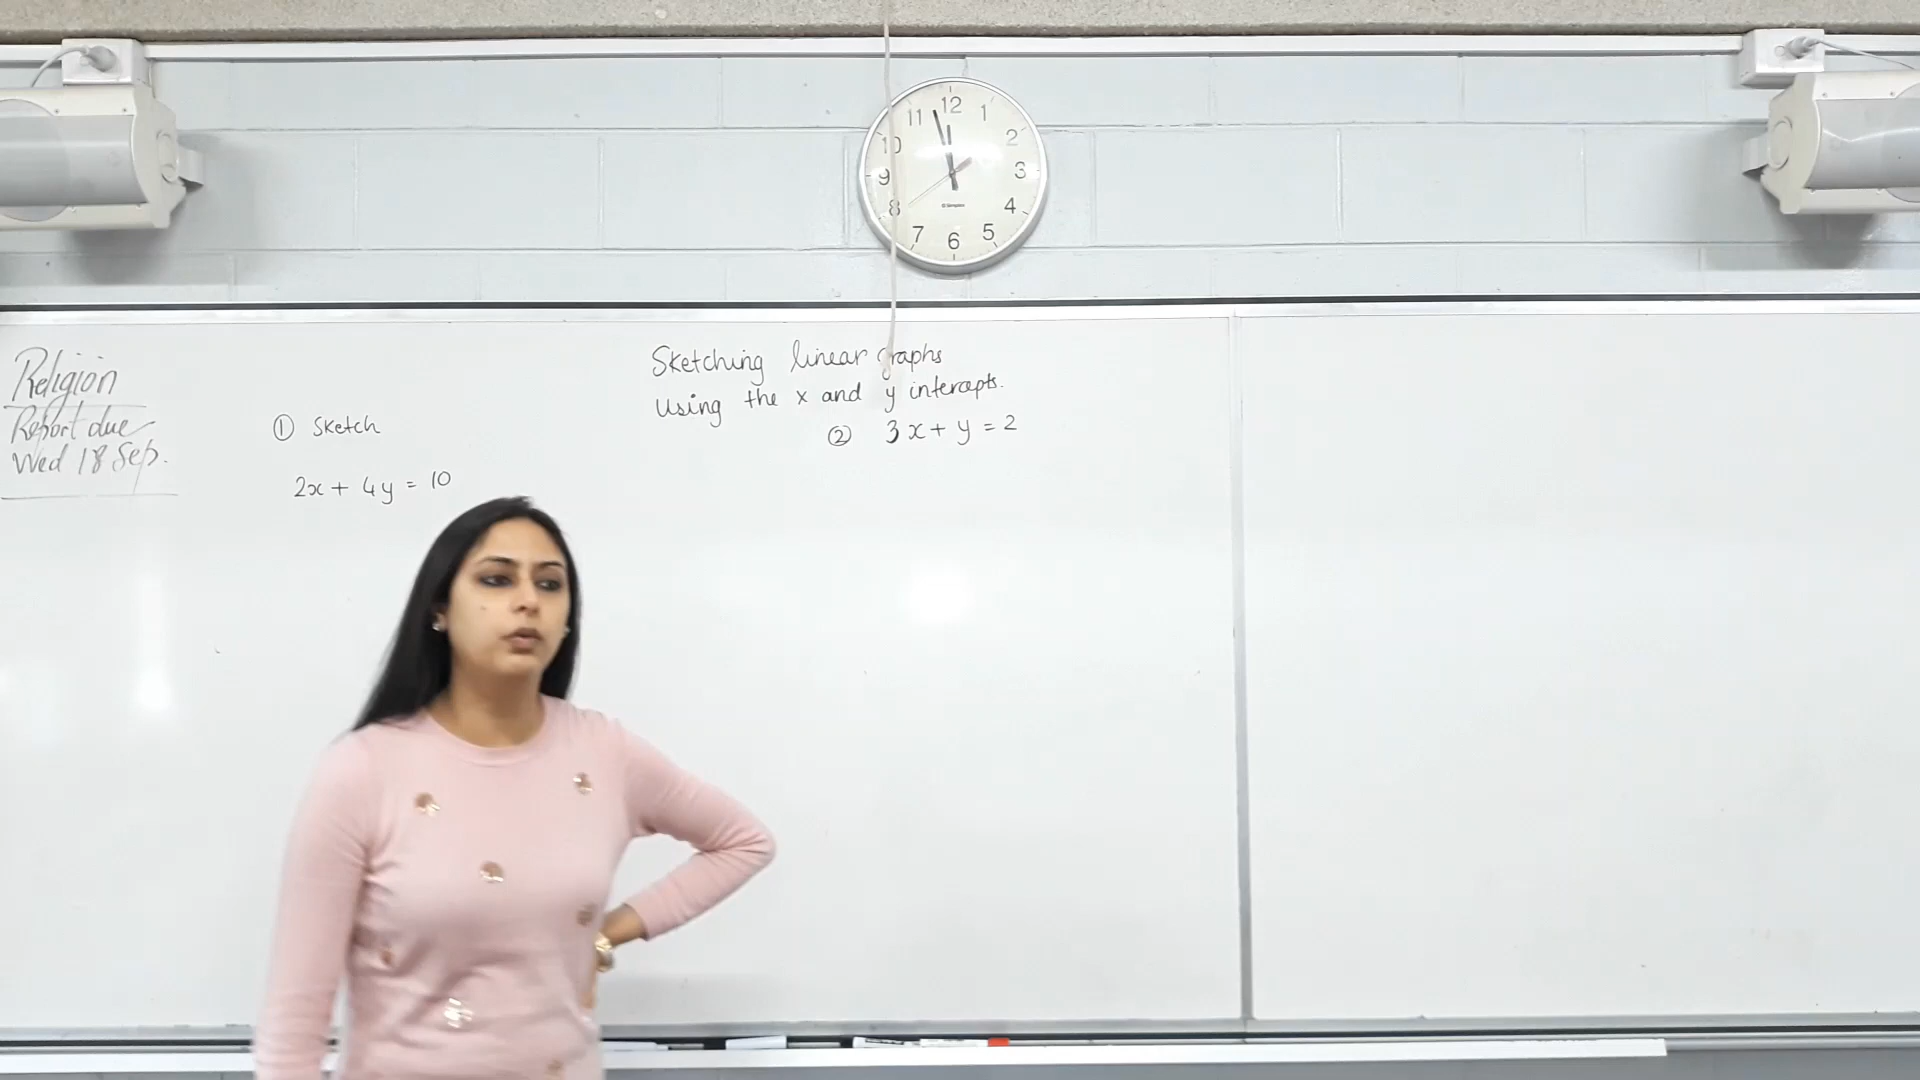 12
11
1
10
2
9
3
8
4
7
5
6
Religion
Report due
Wed 18 Sep.
① Sketch
2x + 4y = 10
Sketching linear graphs
Using the x and y intercepts.
② 3x + y = 2